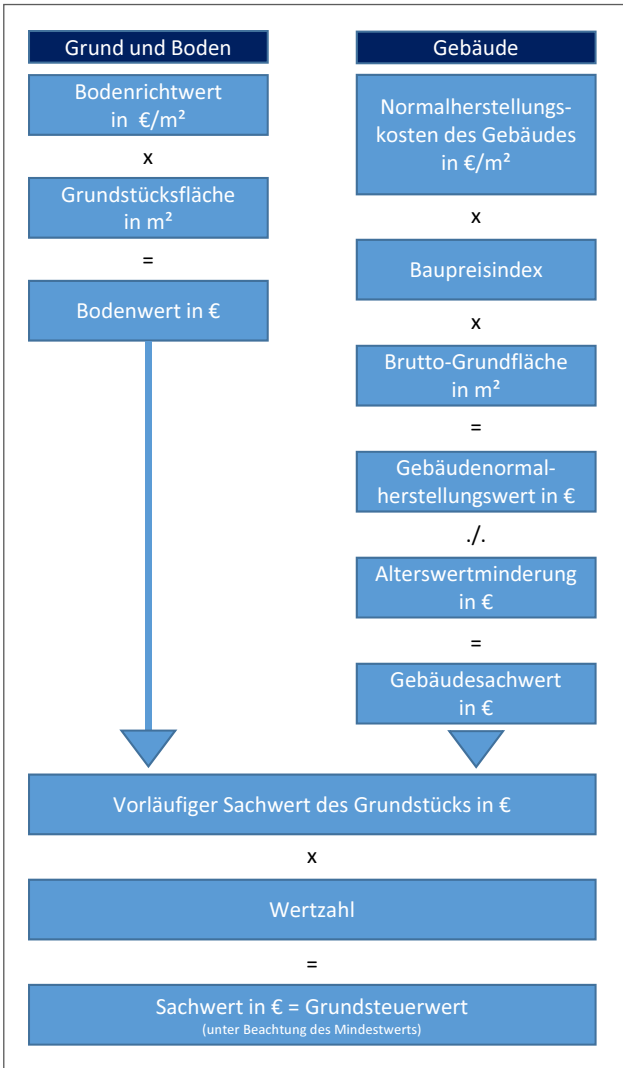 Grund und Boden
Bodenrichtwert
in €/m²
x
Grundstücksfläche
in m²
=
Bodenwert in €
Gebäude
Normalherstellungs-
kosten des Gebäudes
in €/m²
x
Baupreisindex
x
Brutto-Grundfläche
in m²
=
Gebäudenormal-
herstellungswert in €
./.
Alterswertminderung
in €
=
Gebäudesachwert
in €
Vorläufiger Sachwert des Grundstücks in €
x
Wertzahl
=
Sachwert in € = Grundsteuerwert
(unter Beachtung des Mindestwerts)